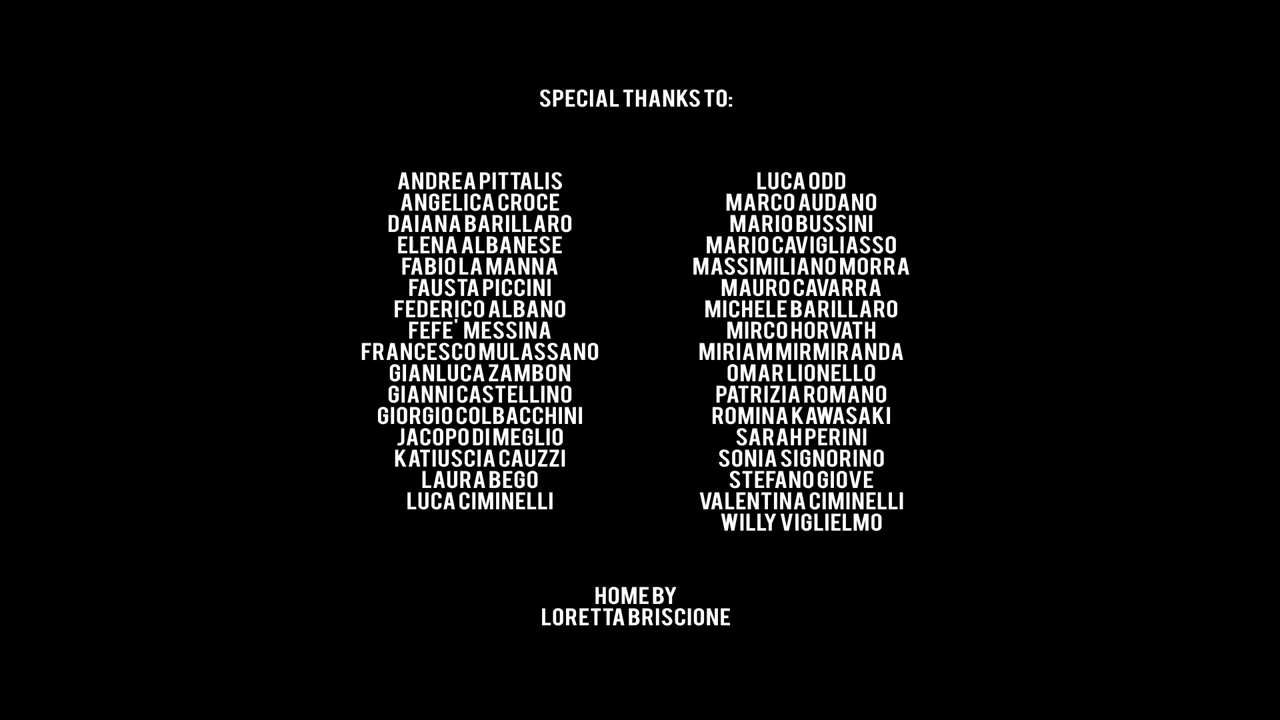 SPECIAL THANKS TO:
ANDREA PITTALIS
ANGELICA CROCE
DAIANA BARILLARO
ELENA ALBANESE
FABIO LA MANNA
FAUSTA PICCINI
FEDERICO ALBANO
FEFE' MESSINA
FRANCESCO MULASSANO
GIANLUCA ZAMBON
GIANNI CASTELLINO
GIORGIO COLBACCHINI
JACOPO DI MEGLIO
KATIUSCIA CAUZZI
LAURA BEGO
LUCA CIMINELLI
LUCA ODD
MARCO AUDANO
MARIO BUSSINI
MARIO CAVIGLIASSO
MASSIMILIANO MORRA
MAURO CAVARRA
MICHELE BARILLARO
MIRCO HORVATH
MIRIAM MIRMIRANDA
OMAR LIONELLO
PATRIZIA ROMANO
ROMINA KAWASAKI
SARAH PERINI
SONIA SIGNORINO
STEFANO GIOVE
VALENTINA CIMINELLI
WILLY VIGLIELMO
HOME BY
LORETTA BRISCIONE